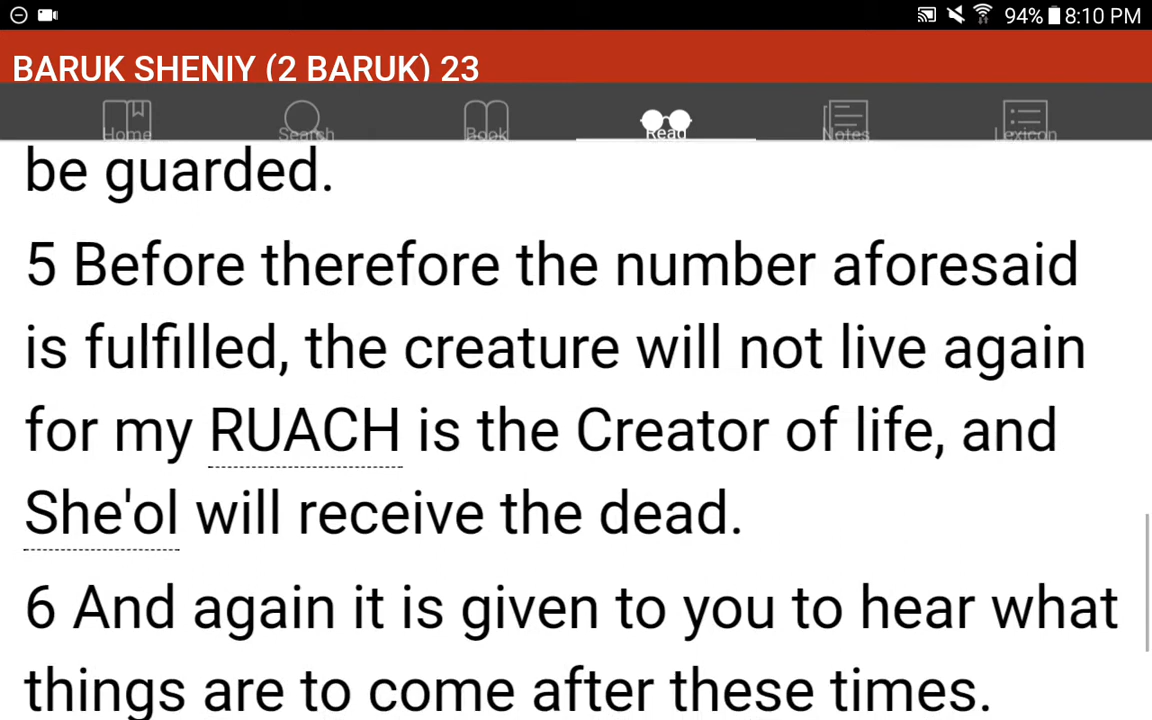 94% 8:10 PM
BARUK SHENIY (2 BARUK) 23
Home Search Book Read Notes Lexicon
be guarded.
5 Before therefore the number aforesaid
is fulfilled, the creature will not live again
for my RUACH is the Creator of life, and
She'ol will receive the dead.
6 And again it is given to you to hear what
things are to come after these times.